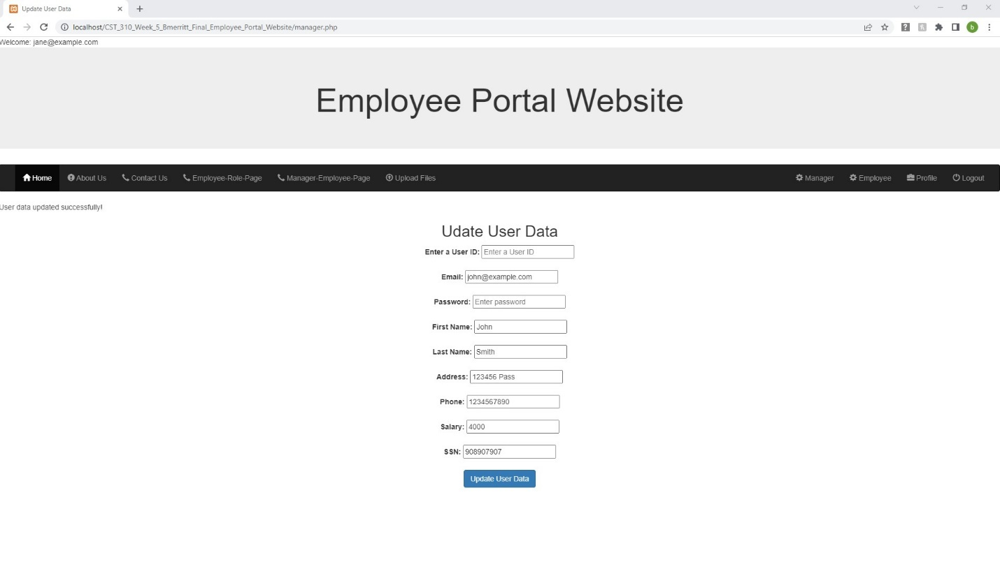 Update User Data
localhost/CST_310_Week_5_Bmerritt_Final_Employee_Portal_Website/manager.php
b
Welcome: jane@example.com
Employee Portal Website
Home About Us Contact Us Employee-Role-Page Manager-Employee-Page Upload Files Manager Employee Profile Logout
User data updated successfully!
Udate User Data
Enter a User ID: Enter a User ID
Email: john@example.com
Password: Enter password
First Name: John
Last Name: Smith
Address: 123456 Pass
Phone: 1234567890
Salary: 4000
SSN: 908907907
Update User Data